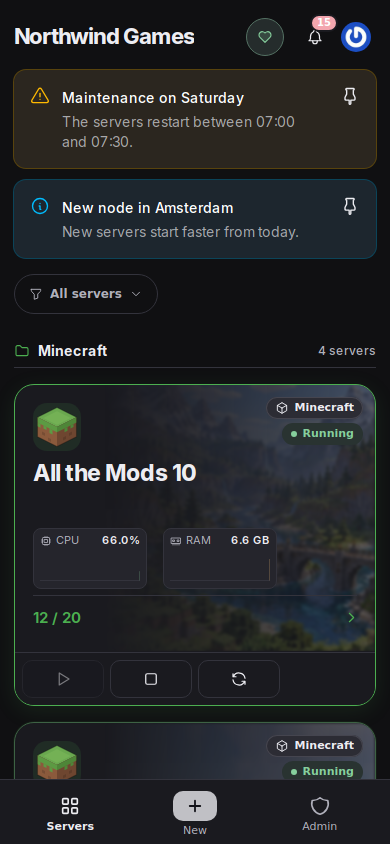 Northwind Games
15
Maintenance on Saturday
The servers restart between 07:00
and 07:30.
New node in Amsterdam
New servers start faster from today.
All servers
Minecraft
4 servers
Minecraft
Running
All the Mods 10
CPU
66.0%
RAM
6.6 GB
12 / 20
Minecraft
Running
Servers
New
Admin